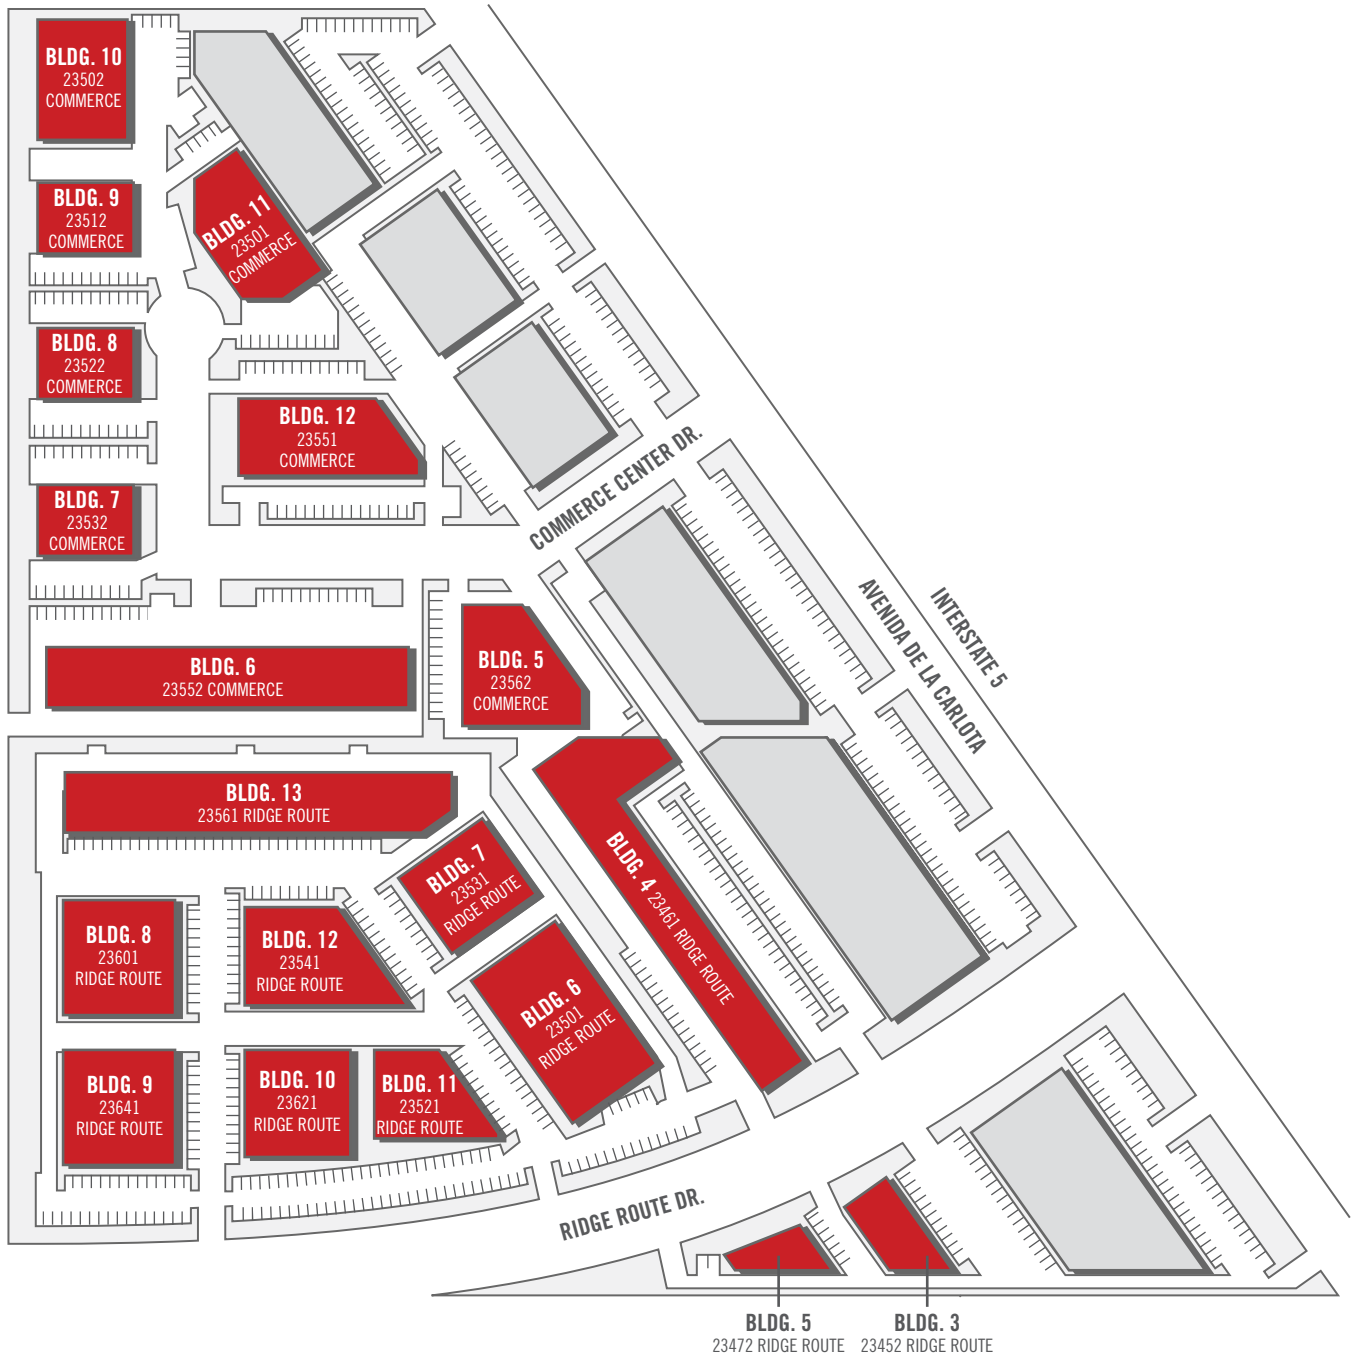 BLDG. 10
23502
COMMERCE
BLDG. 9
23512
COMMERCE
BLDG. 11
23501
COMMERCE
BLDG. 8
23522
COMMERCE
BLDG. 12
23551
COMMERCE
BLDG. 7
23532
COMMERCE
COMMERCE CENTER DR.
AVENIDA DE LA CARLOTA
INTERSTATE 5
BLDG. 6
23552 COMMERCE
BLDG. 5
23562
COMMERCE
BLDG. 13
23561 RIDGE ROUTE
BLDG. 4 23461 RIDGE ROUTE
BLDG. 7
23531
RIDGE ROUTE
BLDG. 8
23601
RIDGE ROUTE
BLDG. 12
23541
RIDGE ROUTE
BLDG. 6
23501
RIDGE ROUTE
BLDG. 9
23641
RIDGE ROUTE
BLDG. 10
23621
RIDGE ROUTE
BLDG. 11
23521
RIDGE ROUTE
RIDGE ROUTE DR.
BLDG. 5
23472 RIDGE ROUTE
BLDG. 3
23452 RIDGE ROUTE